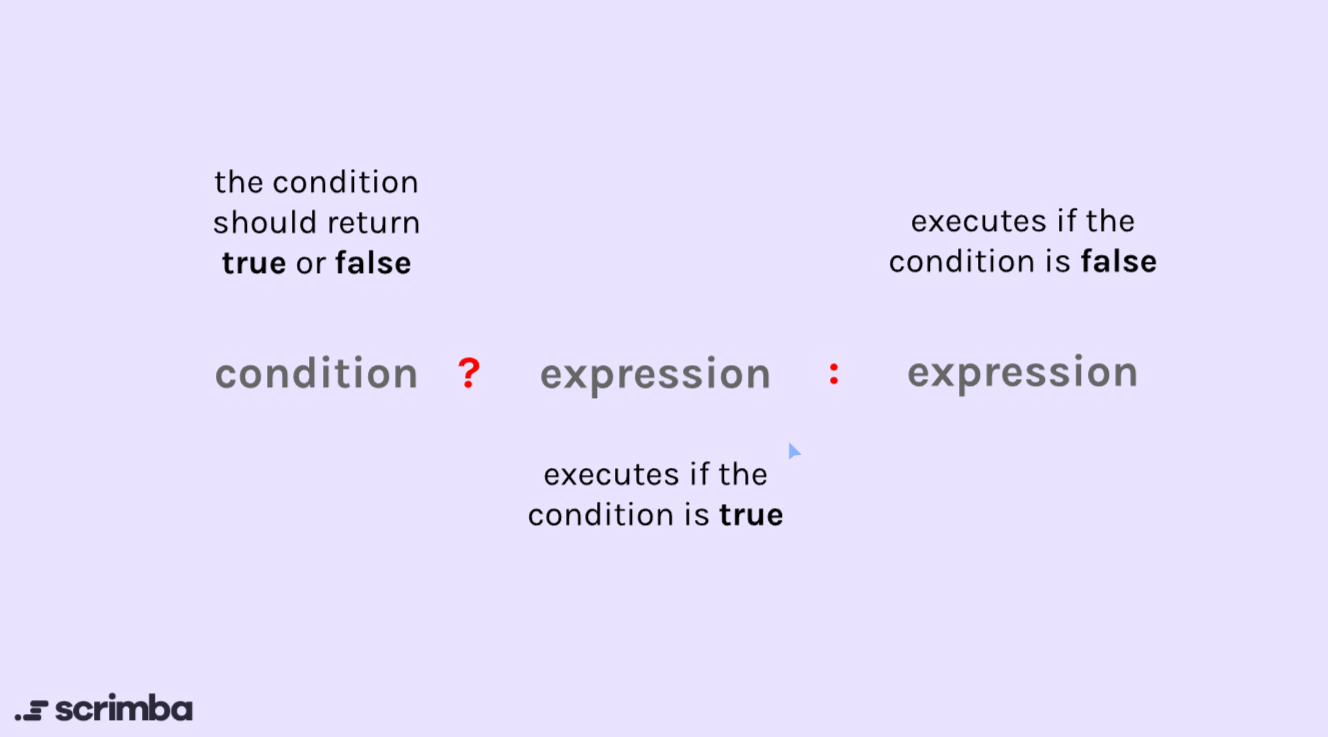 the condition
should return
true or false
executes if the
condition is false
condition ? expression : expression
executes if the
condition is true
scrimba